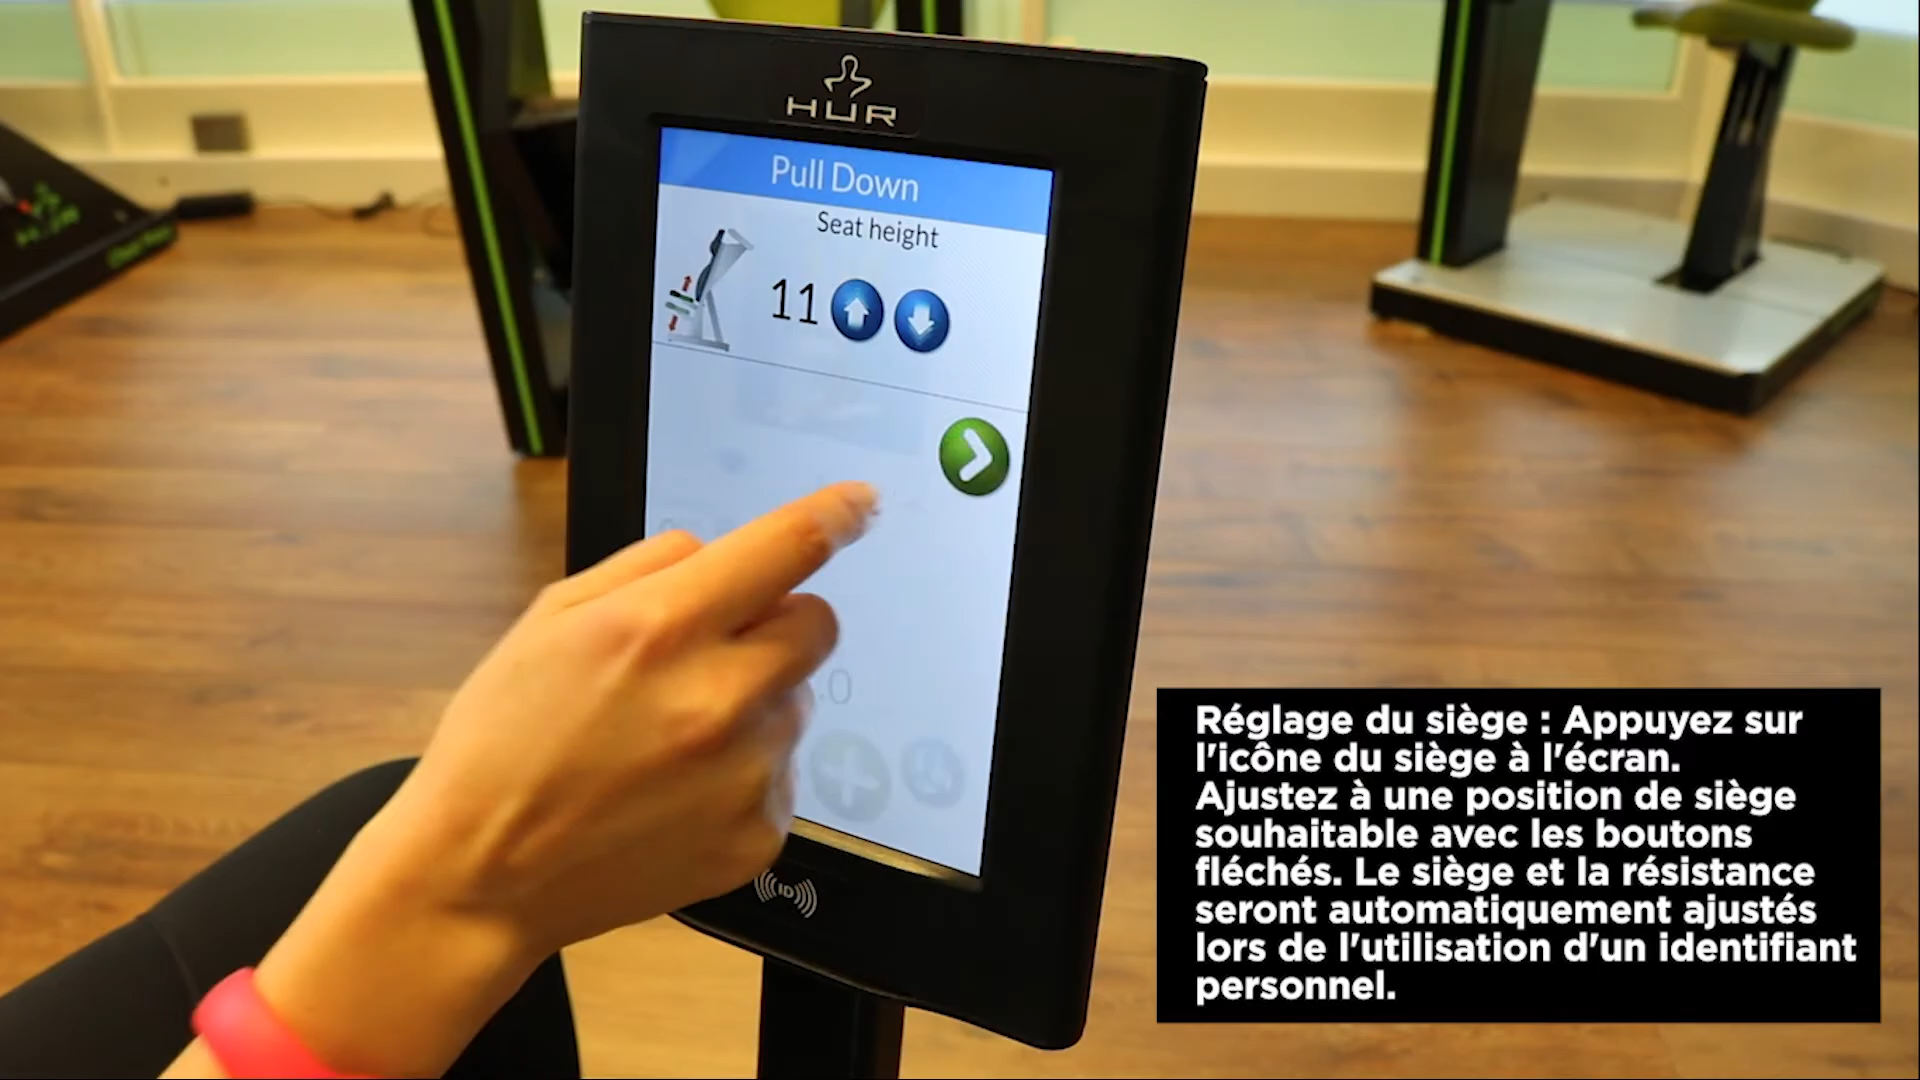 HUR
Pull Down
Seat height
11
.0
ID
Réglage du siège : Appuyez sur
l'icône du siège à l'écran.
Ajustez à une position de siège
souhaitable avec les boutons
fléchés. Le siège et la résistance
seront automatiquement ajustés
lors de l'utilisation d'un identifiant
personnel.